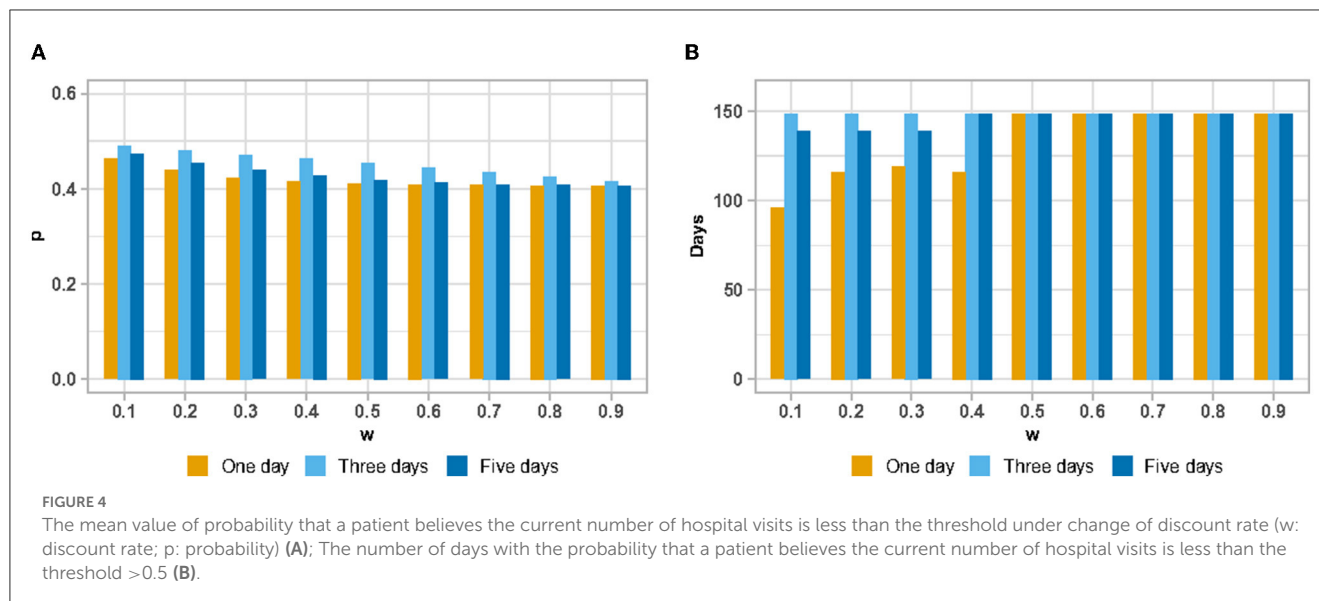 A
B
0.6
0.4
0.2
0.0
p
0.1 0.2 0.3 0.4 0.5 0.6 0.7 0.8 0.9
w
One day Three days Five days
150
100
50
0
Days
0.1 0.2 0.3 0.4 0.5 0.6 0.7 0.8 0.9
w
One day Three days Five days
FIGURE 4
The mean value of probability that a patient believes the current number of hospital visits is less than the threshold under change of discount rate (w:
discount rate; p: probability) (A); The number of days with the probability that a patient believes the current number of hospital visits is less than the
threshold >0.5 (B).